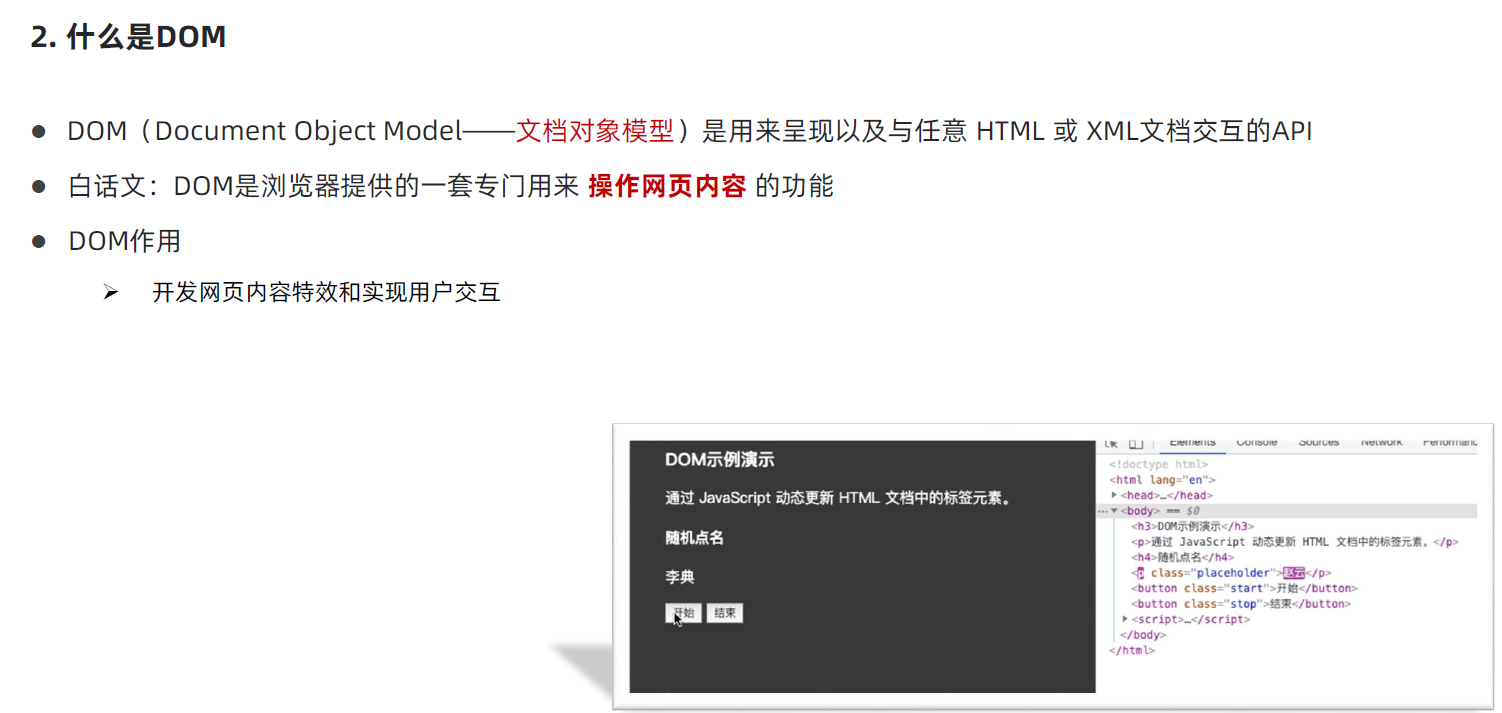 2. 什么是DOM
DOM（Document Object Model——文档对象模型）是用来呈现以及与任意 HTML 或 XML文档交互的API
白话文：DOM是浏览器提供的一套专门用来 操作网页内容 的功能
DOM作用
开发网页内容特效和实现用户交互
DOM示例演示
通过 JavaScript 动态更新 HTML 文档中的标签元素。
随机点名
李典
开始 结束
Elements Console Sources Network Performanc
<!doctype html>
<html lang="en">
<head>…</head>
<body> == $0
<h3>DOM示例演示</h3>
<p>通过 JavaScript 动态更新 HTML 文档中的标签元素。</p>
<h4>随机点名</h4>
<p class="placeholder">赵云</p>
<button class="start">开始</button>
<button class="stop">结束</button>
<script>…</script>
</body>
</html>